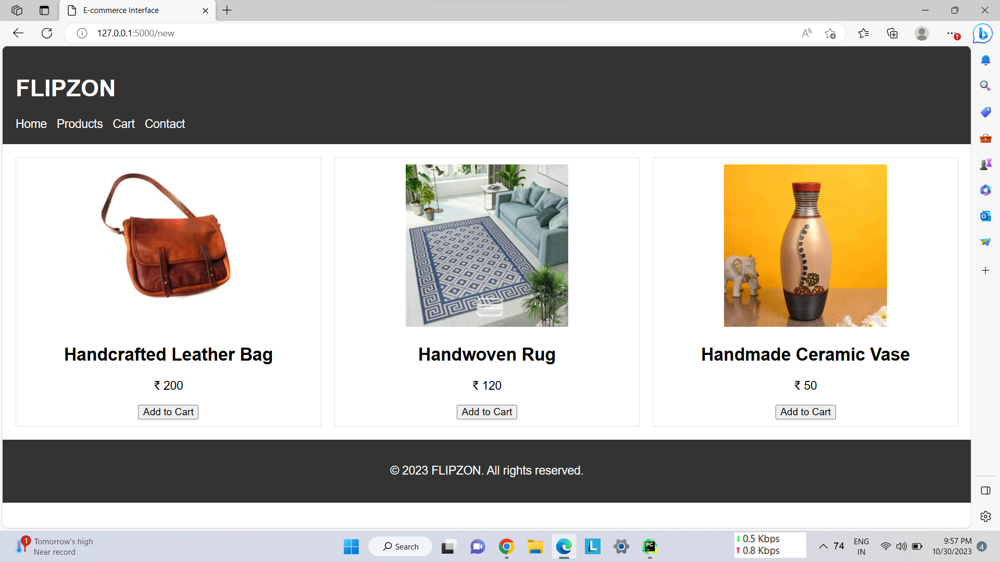 E-commerce Interface
127.0.0.1:5000/new
FLIPZON
Home Products Cart Contact
Handcrafted Leather Bag
₹ 200
Add to Cart
Handwoven Rug
₹ 120
Add to Cart
Handmade Ceramic Vase
₹ 50
Add to Cart
© 2023 FLIPZON. All rights reserved.
1
Tomorrow's high
Near record
Search
L
PC
↓ 0.5 Kbps
↑ 0.8 Kbps
74
ENG
IN
9:57 PM
10/30/2023
4